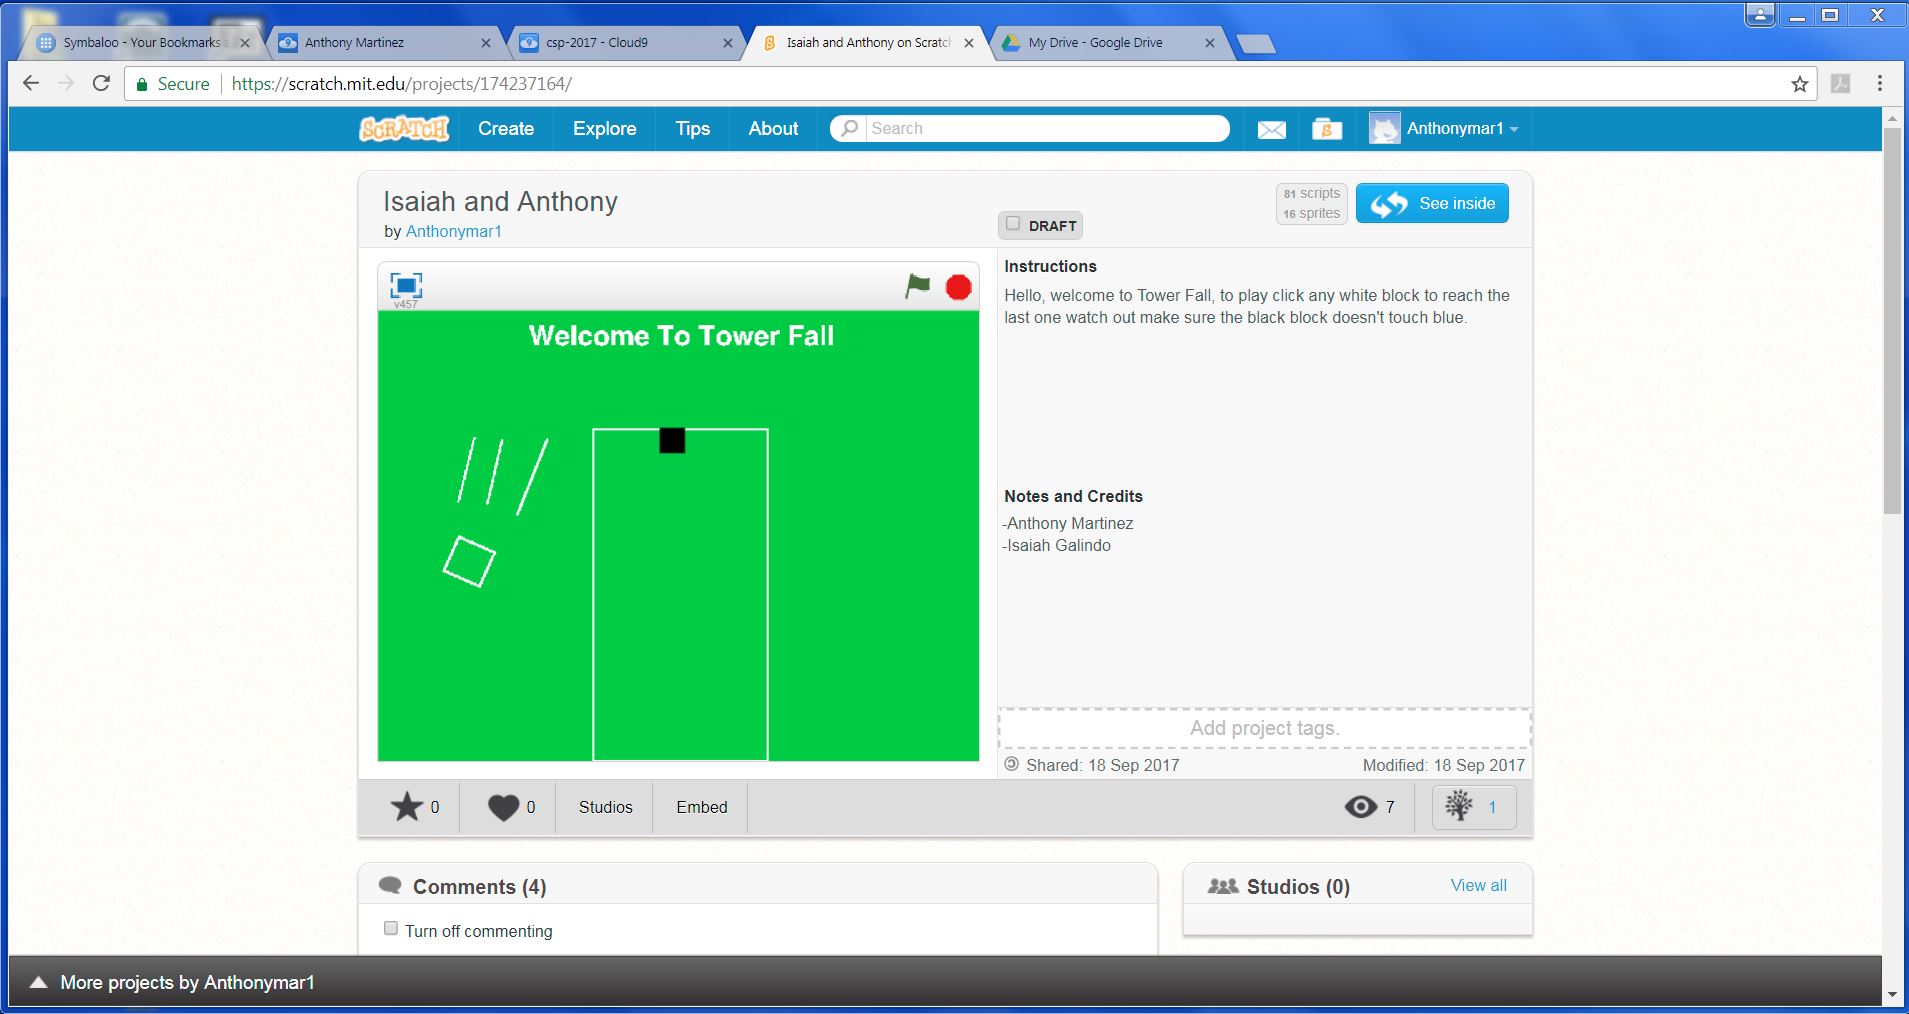 Symbaloo - Your Bookmarks
Anthony Martinez
csp-2017 - Cloud9
Isaiah and Anthony on Scratch
My Drive - Google Drive
Secure
https://scratch.mit.edu/projects/174237164/
SCRATCH
Create
Explore
Tips
About
Search
Anthonymar1
Isaiah and Anthony
by Anthonymar1
DRAFT
81 scripts
16 sprites
See inside
v457
Welcome To Tower Fall
Instructions
Hello, welcome to Tower Fall, to play click any white block to reach the
last one watch out make sure the black block doesn't touch blue.
Notes and Credits
-Anthony Martinez
-Isaiah Galindo
Add project tags.
Shared: 18 Sep 2017
Modified: 18 Sep 2017
0
0
Studios
Embed
7
1
Comments (4)
Turn off commenting
Studios (0)
View all
More projects by Anthonymar1